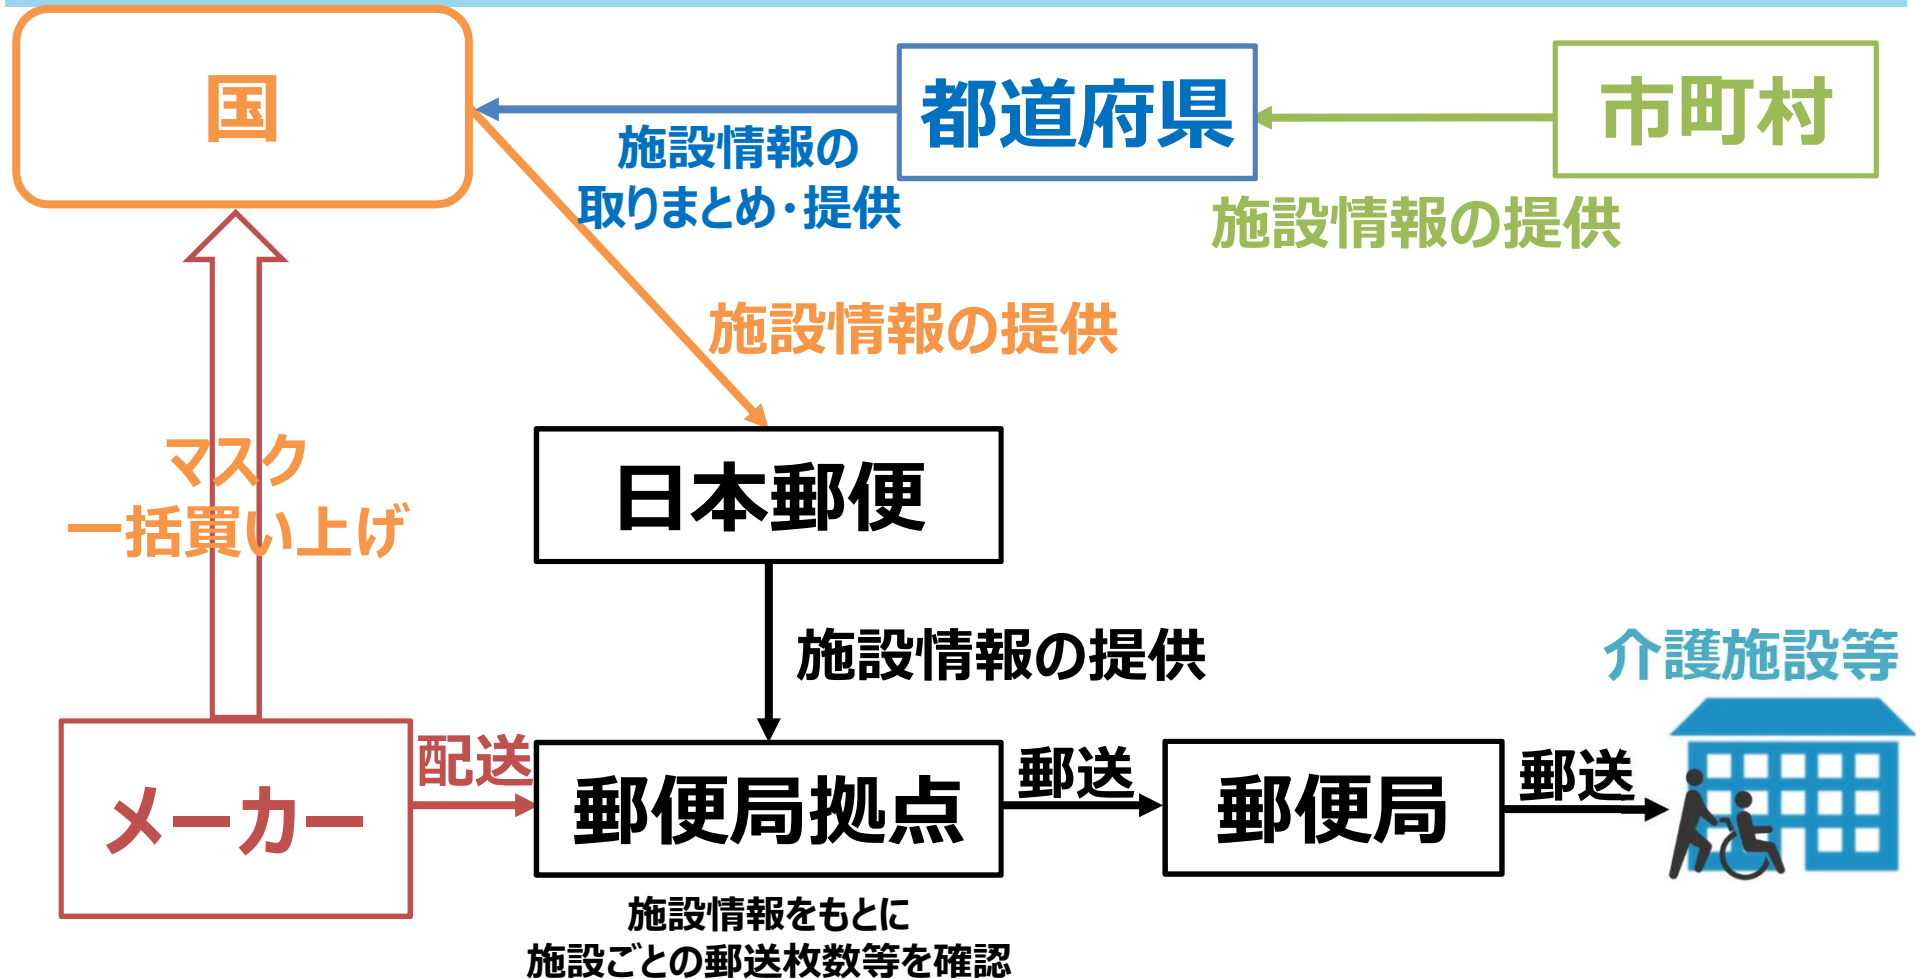 国
都道府県
市町村
施設情報の
取りまとめ・提供
施設情報の提供
施設情報の提供
マスク
一括買い上げ
日本郵便
施設情報の提供
介護施設等
メーカー
配送
郵便局拠点
郵送
郵便局
郵送
施設情報をもとに
施設ごとの郵送枚数等を確認